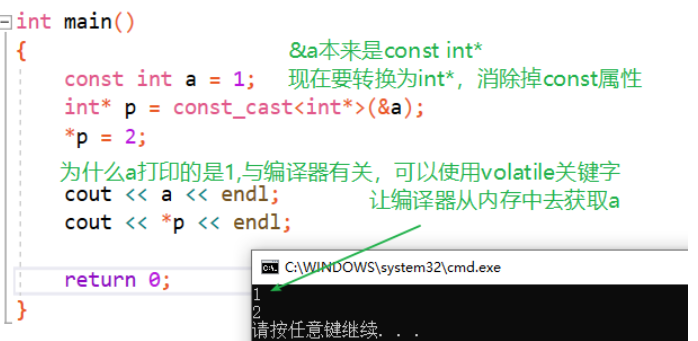 int main()
{
&a本来是const int*
const int a = 1;
现在要转换为int*，消除掉const属性
int* p = const_cast<int*>(&a);
*p = 2;
为什么a打印的是1,与编译器有关，可以使用volatile关键字
cout << a << endl;
让编译器从内存中去获取a
cout << *p << endl;
C:\WINDOWS\system32\cmd.exe
return 0;
1
2
}
请按任意键继续. . .